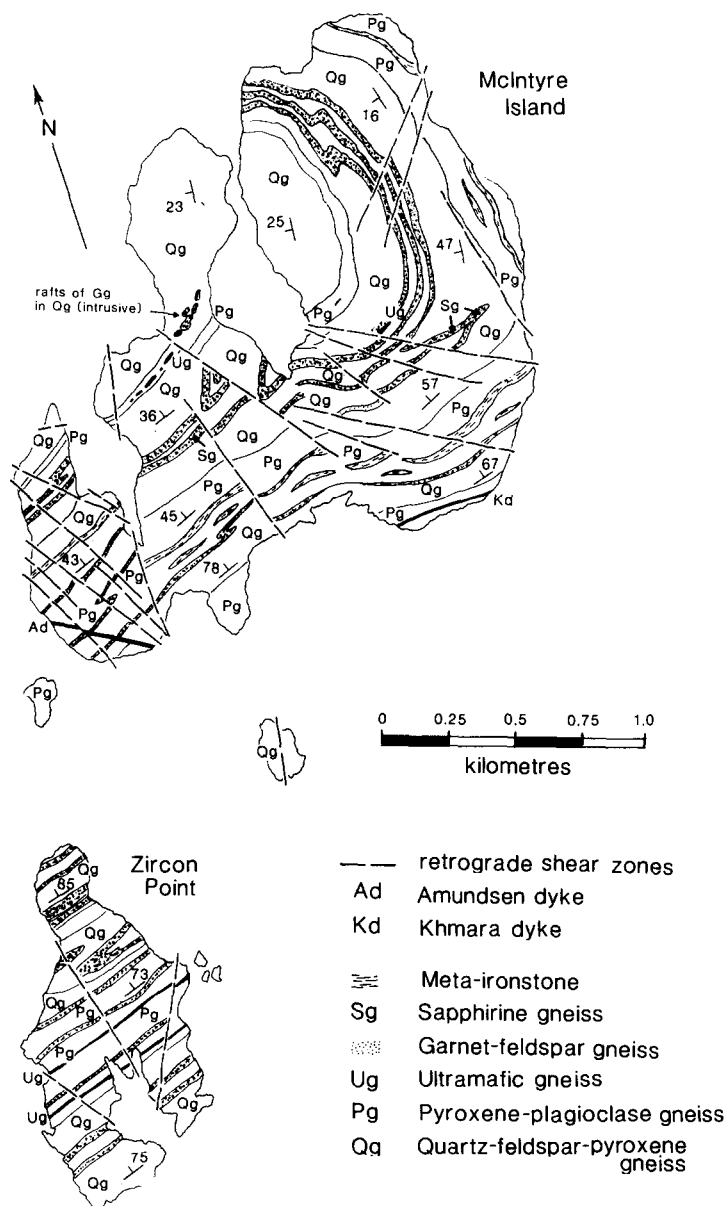 Pg
Pg
Qg
McIntyre
Island
16
N
Qg
23
25
47
Qg
rafts of Gg
in Qg (intrusive)
Qg
Pg
Pg
Pg
Ug
Sg
Qg
Qg
Ug
Qg
Qg
Qg
57
36
Qg
Pg
Qg
Pg
Sg
Qg
Pg
Pg
67
Qg
Pg
45
Qg
Kd
Qg
43
Pg
78
Pg
Pg
Pg
Ad
Pg
0 0.25 0.5 0.75 1.0
kilometres
Qg
Zircon
Point
Qg
85
Qg
73
Qg
Pg
Pg
Pg
Ug
Ug
Qg
Qg
75
Qg
retrograde shear zones
Ad Amundsen dyke
Kd Khmara dyke
Meta-ironstone
Sg Sapphirine gneiss
Garnet-feldspar gneiss
Ug Ultramafic gneiss
Pg Pyroxene-plagioclase gneiss
Qg Quartz-feldspar-pyroxene
gneiss